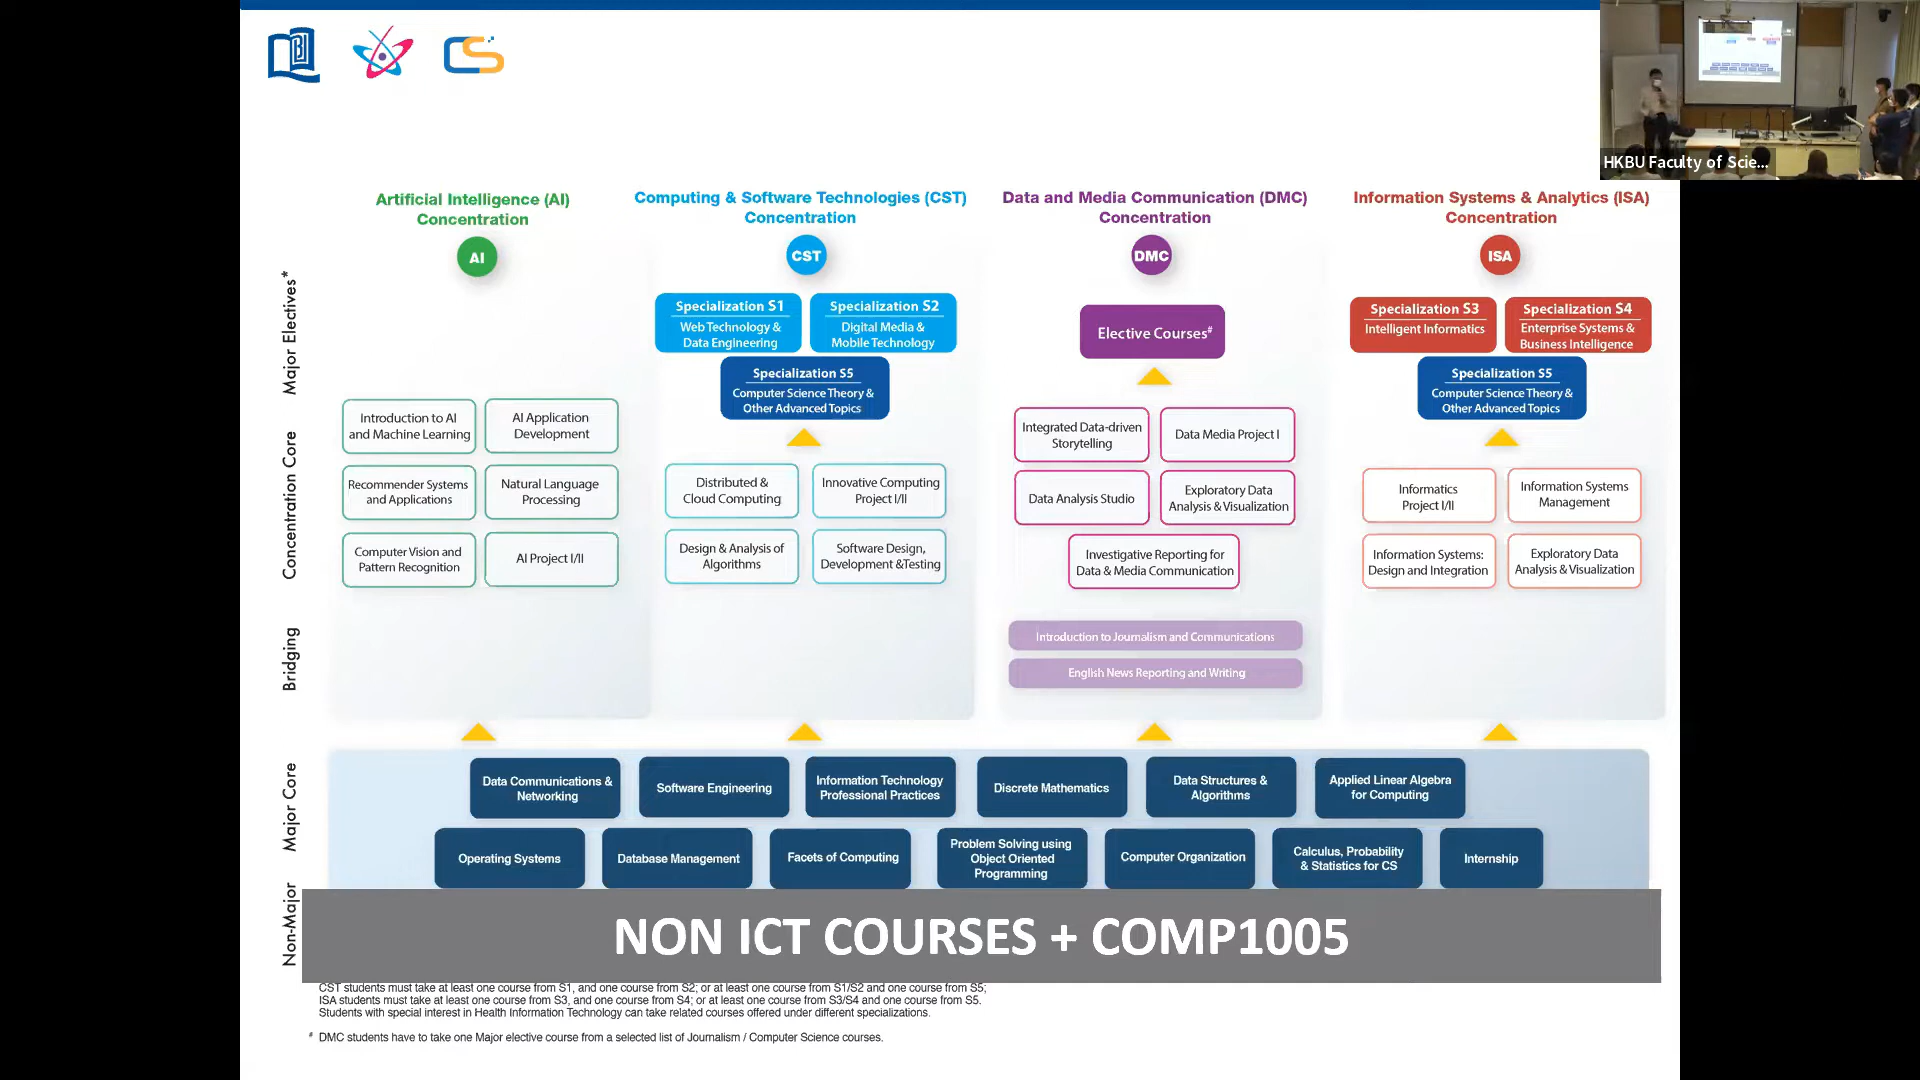 HKBU Faculty of Scie...
Artificial Intelligence (AI)
Concentration
Computing & Software Technologies (CST)
Concentration
Data and Media Communication (DMC)
Concentration
Information Systems & Analytics (ISA)
Concentration
AI
CST
DMC
ISA
Major Electives*
Specialization S1
Web Technology &
Data Engineering
Specialization S2
Digital Media &
Mobile Technology
Specialization S5
Computer Science Theory &
Other Advanced Topics
Elective Courses#
Specialization S3
Intelligent Informatics
Specialization S4
Enterprise Systems &
Business Intelligence
Specialization S5
Computer Science Theory &
Other Advanced Topics
Concentration Core
Introduction to AI
and Machine Learning
AI Application
Development
Recommender Systems
and Applications
Natural Language
Processing
Computer Vision and
Pattern Recognition
AI Project I/II
Distributed &
Cloud Computing
Innovative Computing
Project I/II
Design & Analysis of
Algorithms
Software Design,
Development &Testing
Integrated Data-driven
Storytelling
Data Media Project I
Data Analysis Studio
Exploratory Data
Analysis & Visualization
Investigative Reporting for
Data & Media Communication
Informatics
Project I/II
Information Systems
Management
Information Systems:
Design and Integration
Exploratory Data
Analysis & Visualization
Bridging
Introduction to Journalism and Communications
English News Reporting and Writing
Major Core
Data Communications &
Networking
Software Engineering
Information Technology
Professional Practices
Discrete Mathematics
Data Structures &
Algorithms
Applied Linear Algebra
for Computing
Operating Systems
Database Management
Facets of Computing
Problem Solving using
Object Oriented
Programming
Computer Organization
Calculus, Probability
& Statistics for CS
Internship
Non-Major
NON ICT COURSES + COMP1005
CST students must take at least one course from S1, and one course from S2; or at least one course from S1/S2 and one course from S5;
ISA students must take at least one course from S3, and one course from S4; or at least one course from S3/S4 and one course from S5.
Students with special interest in Health Information Technology can take related courses offered under different specializations.
# DMC students have to take one Major elective course from a selected list of Journalism / Computer Science courses.